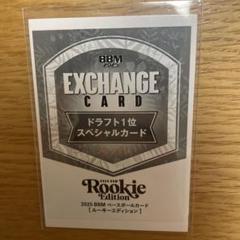 BBM
EXCHANGE
CARD
ドラフト1位
スペシャルカード
Rookie
Edition
2025 BBM ベースボールカード
[ルーキーエディション]